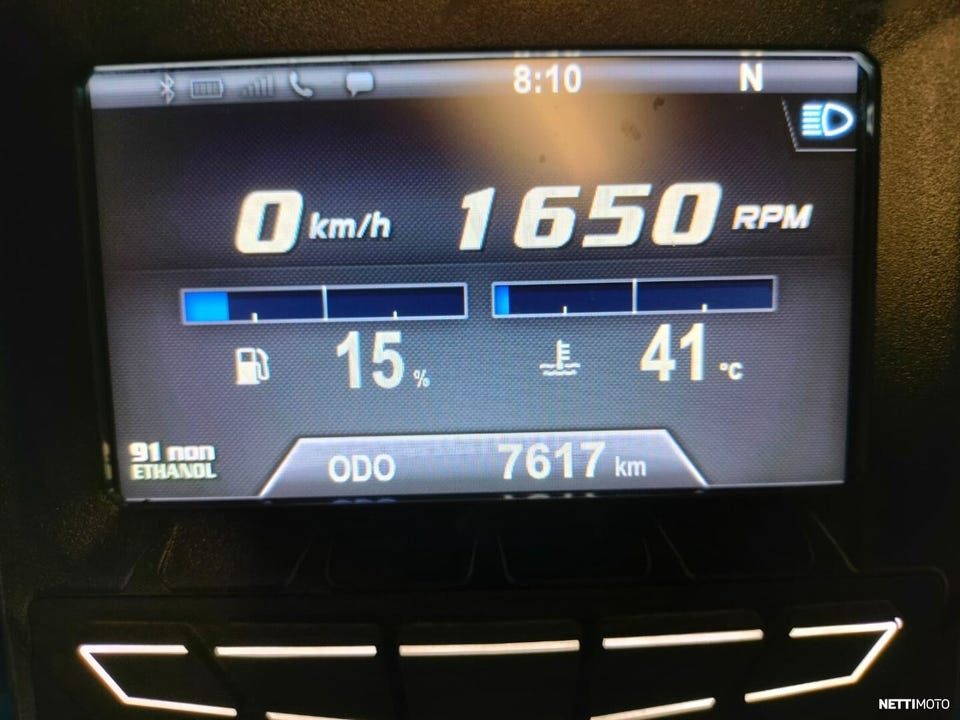 8:10 N
0 km/h 1650 RPM
15 % 41 °C
91 non
ETHANOL
ODO 7617 km
NETTIMOTO